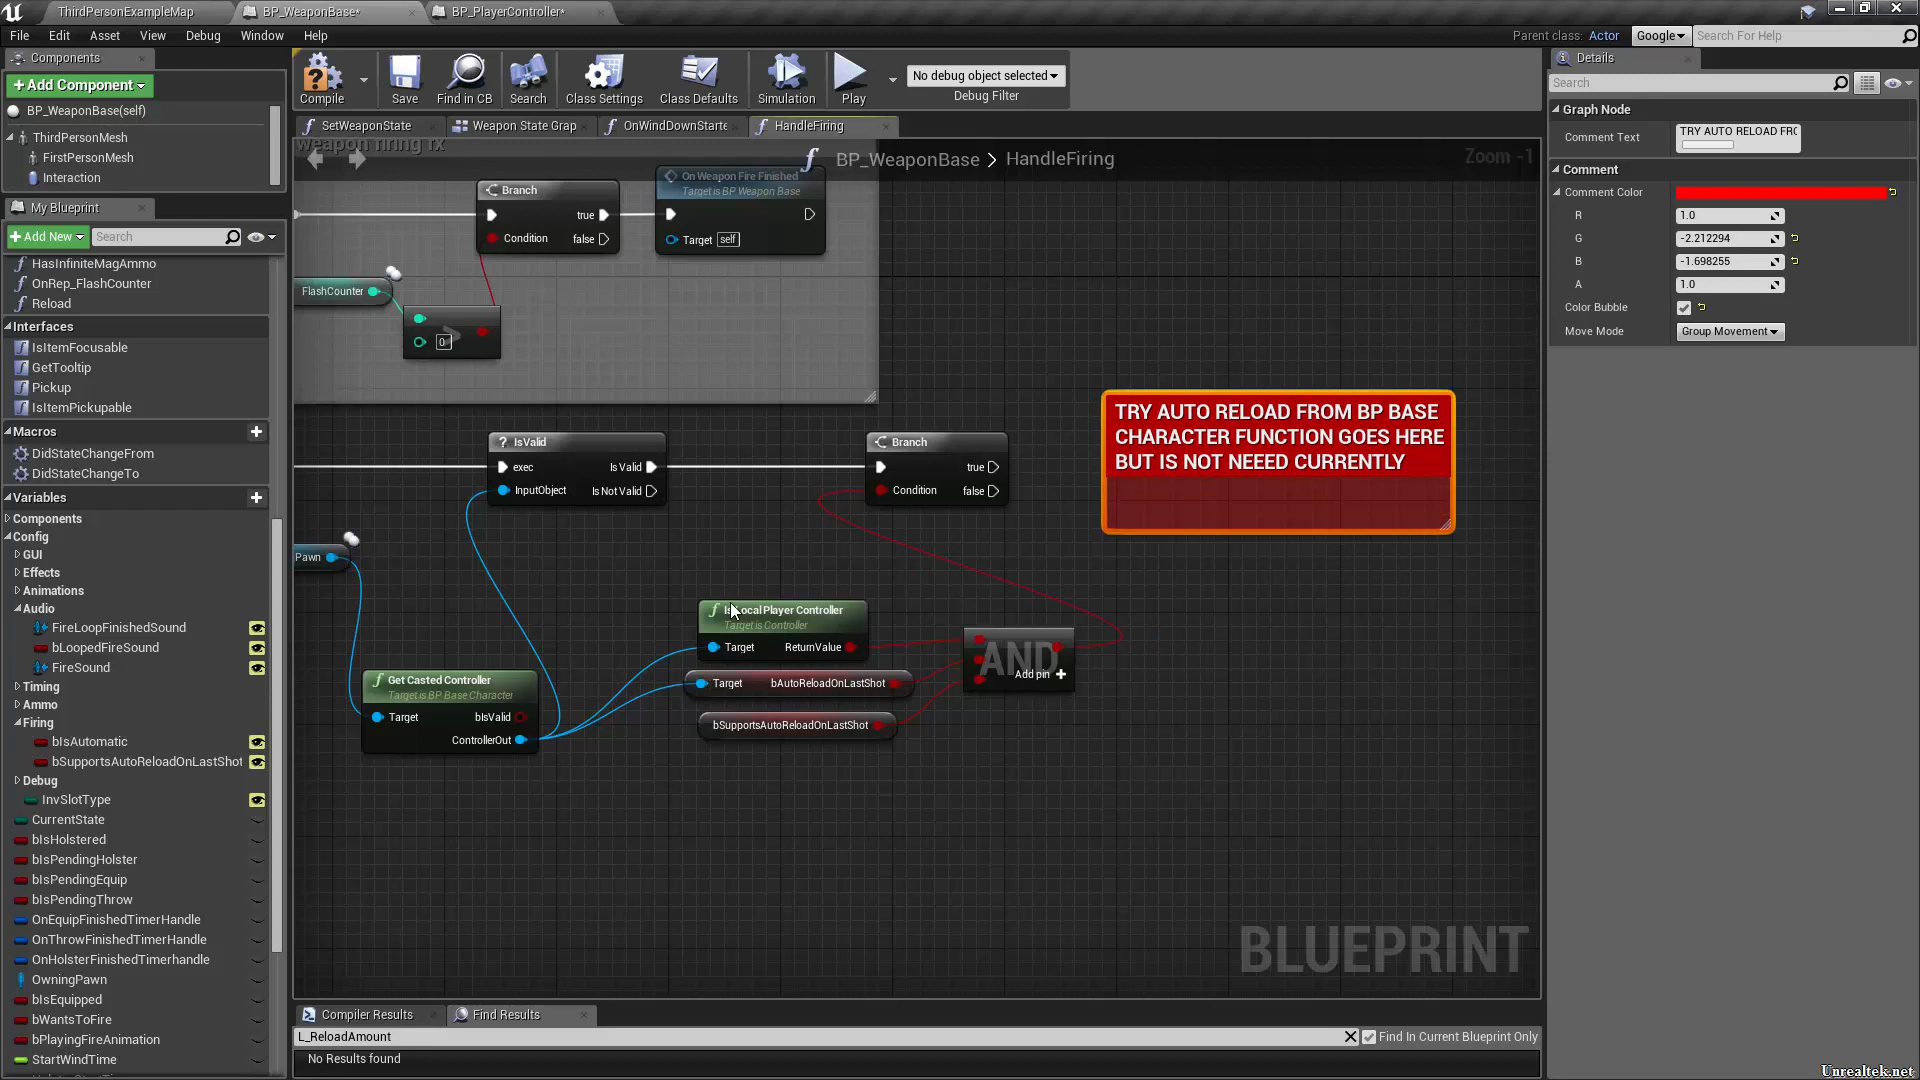 ThirdPersonExampleMap
BP_WeaponBase*
BP_PlayerController*
File Edit Asset View Debug Window Help
Parent class: Actor
Google
Search For Help
Components
+ Add Component
BP_WeaponBase(self)
ThirdPersonMesh
FirstPersonMesh
Interaction
My Blueprint
+ Add New
Search
HasInfiniteMagAmmo
OnRep_FlashCounter
Reload
Interfaces
IsItemFocusable
GetTooltip
Pickup
IsItemPickupable
Macros
DidStateChangeFrom
DidStateChangeTo
Variables
Components
Config
GUI
Effects
Animations
Audio
FireLoopFinishedSound
bLoopedFireSound
FireSound
Timing
Ammo
Firing
bIsAutomatic
bSupportsAutoReloadOnLastShot
Debug
InvSlotType
CurrentState
bIsHolstered
bIsPendingHolster
bIsPendingEquip
bIsPendingThrow
OnEquipFinishedTimerHandle
OnThrowFinishedTimerHandle
OnHolsterFinishedTimerhandle
OwningPawn
bIsEquipped
bWantsToFire
bPlayingFireAnimation
StartWindTime
Compile
Save
Find in CB
Search
Class Settings
Class Defaults
Simulation
Play
No debug object selected
Debug Filter
SetWeaponState
Weapon State Grap
OnWindDownStarte
HandleFiring
weapon firing fx
BP_WeaponBase > HandleFiring
Zoom -1
Branch
true
Condition
false
On Weapon Fire Finished
Target is BP Weapon Base
Target self
FlashCounter
>
0
IsValid
exec
Is Valid
InputObject
Is Not Valid
Branch
true
Condition
false
TRY AUTO RELOAD FROM BP BASE
CHARACTER FUNCTION GOES HERE
BUT IS NOT NEEED CURRENTLY
Pawn
Is Local Player Controller
Target is Controller
Target
ReturnValue
Target
bAutoReloadOnLastShot
bSupportsAutoReloadOnLastShot
AND
Add pin +
Get Casted Controller
Target is BP Base Character
Target
bIsValid
ControllerOut
BLUEPRINT
Compiler Results
Find Results
L_ReloadAmount
Find In Current Blueprint Only
No Results found
Details
Search
Graph Node
Comment Text
TRY AUTO RELOAD FRO
Comment
Comment Color
R 1.0
G -2.212294
B -1.698255
A 1.0
Color Bubble
Move Mode
Group Movement
Unrealtek.net